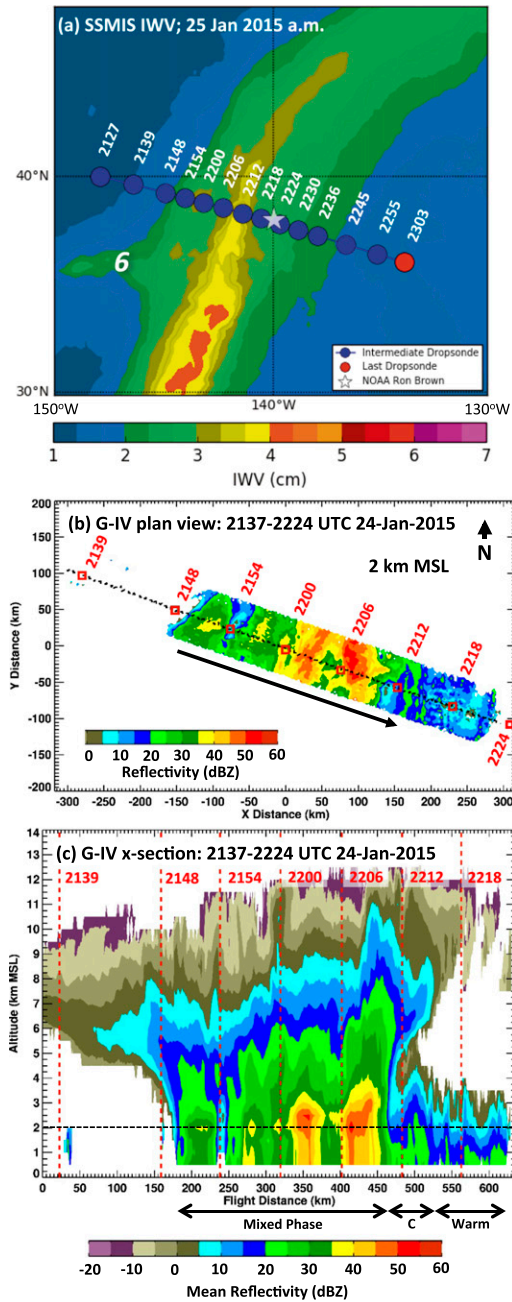 (a) SSMIS IWV; 25 Jan 2015 a.m.
2127
2139
2148
2154
2200
2206
2212
2218
2224
2230
2236
2245
2255
2303
40°N
6
30°N
Intermediate Dropsonde
Last Dropsonde
NOAA Ron Brown
150°W
140°W
130°W
1 2 3 4 5 6 7
IWV (cm)
(b) G-IV plan view: 2137-2224 UTC 24-Jan-2015
N
2 km MSL
2139
2148
2154
2200
2206
2212
2218
2224
200
150
100
50
0
-50
-100
-150
-200
Y Distance (km)
0 10 20 30 40 50 60
Reflectivity (dBZ)
-300 -250 -200 -150 -100 -50 0 50 100 150 200 250 300
X Distance (km)
(c) G-IV x-section: 2137-2224 UTC 24-Jan-2015
2139 2148 2154 2200 2206 2212 2218
14
13
12
11
10
9
8
7
6
5
4
3
2
1
0
Altitude (km MSL)
0 50 100 150 200 250 300 350 400 450 500 550 600
Flight Distance (km)
Mixed Phase C Warm
-20 -10 0 10 20 30 40 50 60
Mean Reflectivity (dBZ)